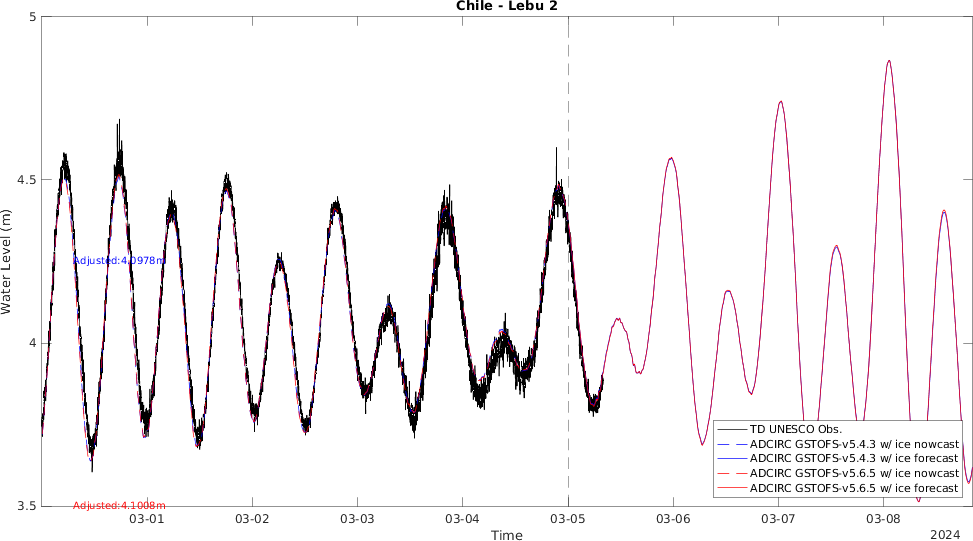 Chile - Lebu 2
5
4.5
4
3.5
Water Level (m)
Adjusted:4.0978m
Adjusted:4.1008m
TD UNESCO Obs.
ADCIRC GSTOFS-v5.4.3 w/ ice nowcast
ADCIRC GSTOFS-v5.4.3 w/ ice forecast
ADCIRC GSTOFS-v5.6.5 w/ ice nowcast
ADCIRC GSTOFS-v5.6.5 w/ ice forecast
03-01 03-02 03-03 03-04 03-05 03-06 03-07 03-08
Time
2024